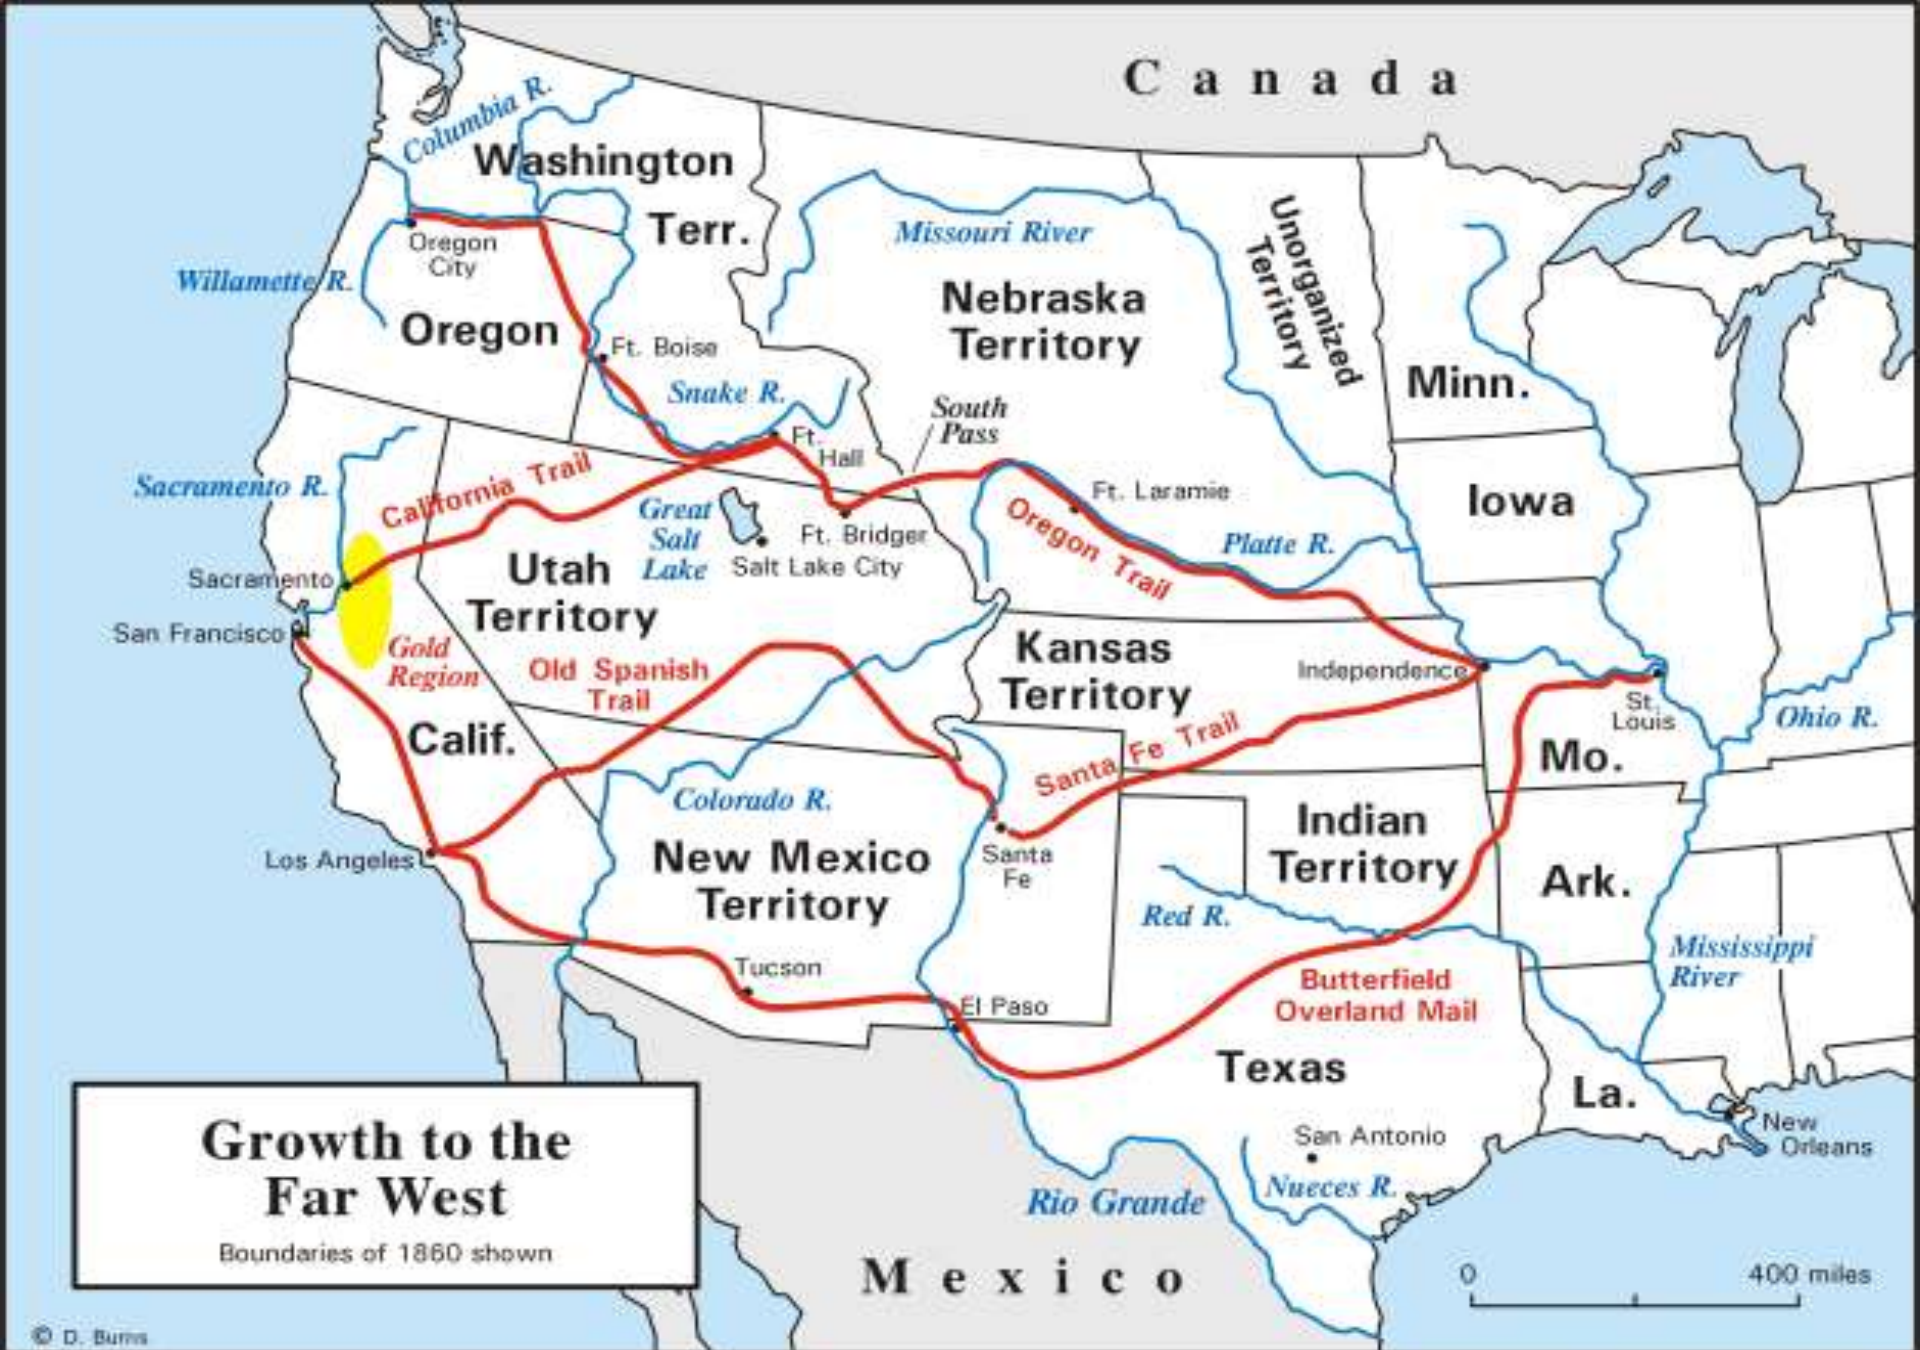 Canada
Columbia R.
Washington
Terr.
Oregon
City
Willamette R.
Oregon
Missouri River
Nebraska
Territory
Unorganized
Territory
Minn.
Ft. Boise
Snake R.
South
Pass
Ft.
Hall
Sacramento R.
California Trail
Great
Salt
Lake
Ft. Bridger
Salt Lake City
Ft. Laramie
Oregon Trail
Platte R.
Iowa
Sacramento
San Francisco
Gold
Region
Utah
Territory
Old Spanish
Trail
Kansas
Territory
Independence
Santa Fe Trail
St.
Louis
Ohio R.
Mo.
Calif.
Colorado R.
Los Angeles
New Mexico
Territory
Santa
Fe
Indian
Territory
Ark.
Red R.
Mississippi
River
Tucson
El Paso
Butterfield
Overland Mail
Texas
La.
New
Orleans
San Antonio
Nueces R.
Rio Grande
Mexico
Growth to the
Far West
Boundaries of 1860 shown
0 400 miles
© D. Burns